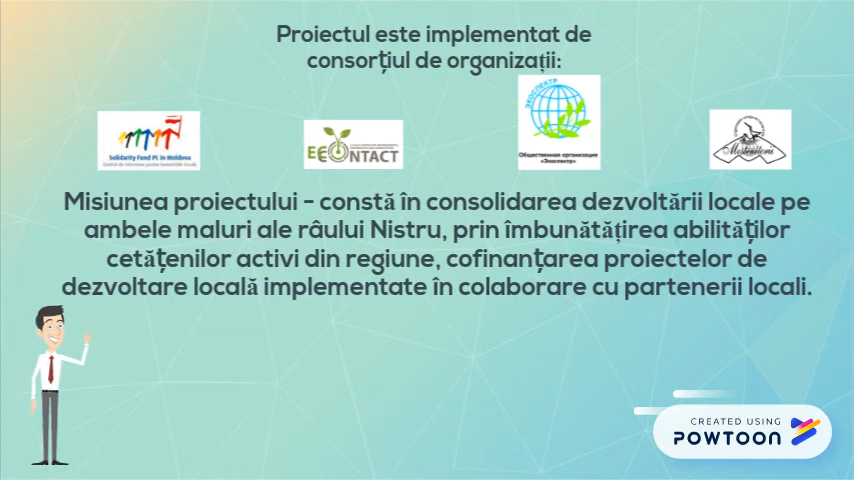 Proiectul este implementat de
consorțiul de organizații:
Solidarity Fund PL in Moldova
EECONTACT
ЭКОСПЕКТР
Общественная организация
«Экоспектр»
Misiunea proiectului - constă în consolidarea dezvoltării locale pe
ambele maluri ale râului Nistru, prin îmbunătățirea abilităților
cetățenilor activi din regiune, cofinanțarea proiectelor de
dezvoltare locală implementate în colaborare cu partenerii locali.
CREATED USING
POWTOON